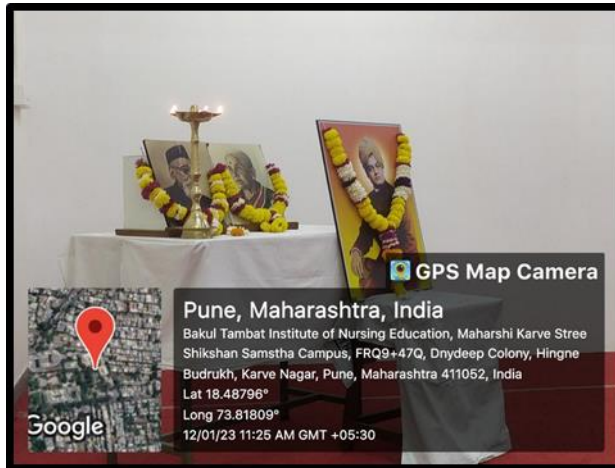 GPS Map Camera
Pune, Maharashtra, India
Bakul Tambat Institute of Nursing Education, Maharshi Karve Stree
Shikshan Samstha Campus, FRQ9+47Q, Dnydeep Colony, Hingne
Budrukh, Karve Nagar, Pune, Maharashtra 411052, India
Lat 18.48796°
Long 73.81809°
12/01/23 11:25 AM GMT +05:30
Google